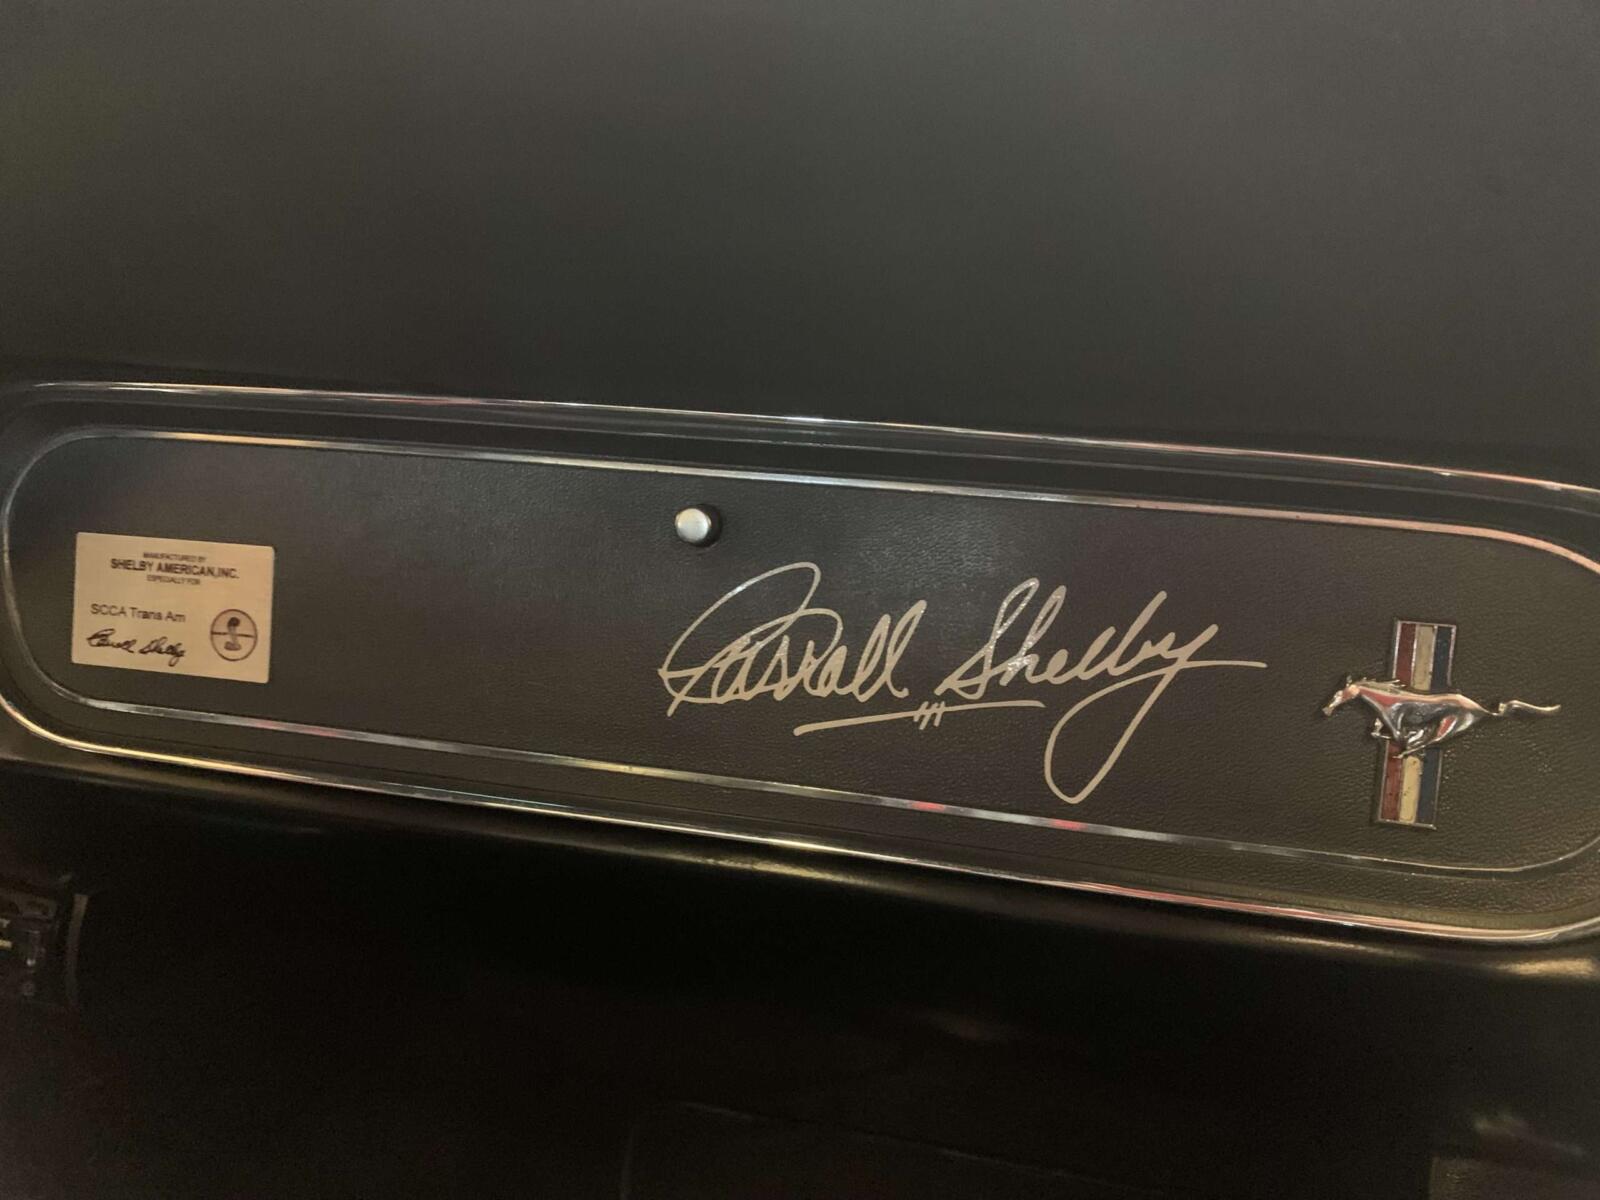 MANUFACTURED BY
SHELBY AMERICAN, INC.
ESPECIALLY FOR
SCCA Trans Am
Carroll Shelby
Carroll Shelby